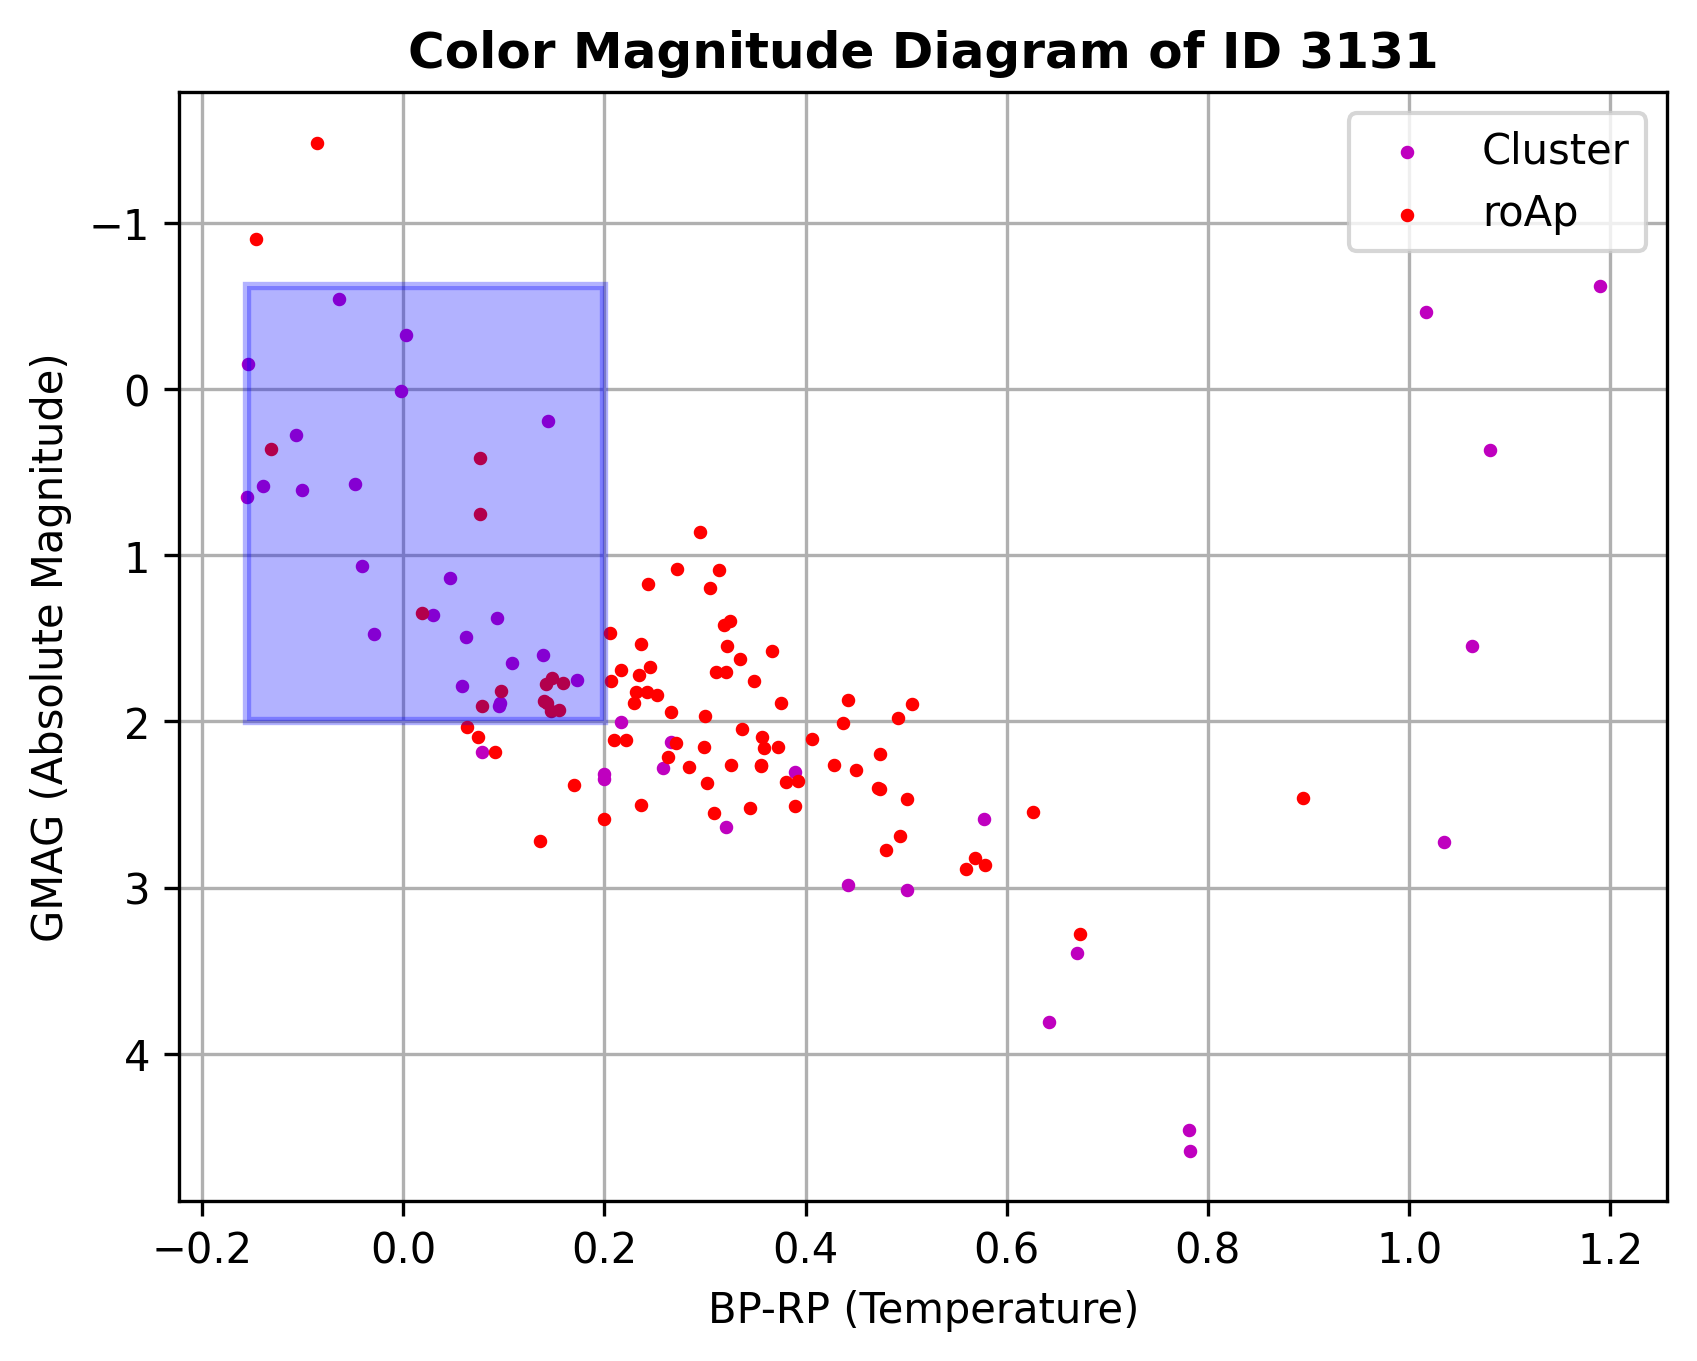 Color Magnitude Diagram of ID 3131
Cluster
roAp
GMAG (Absolute Magnitude)
−1
0
1
2
3
4
−0.2 0.0 0.2 0.4 0.6 0.8 1.0 1.2
BP-RP (Temperature)